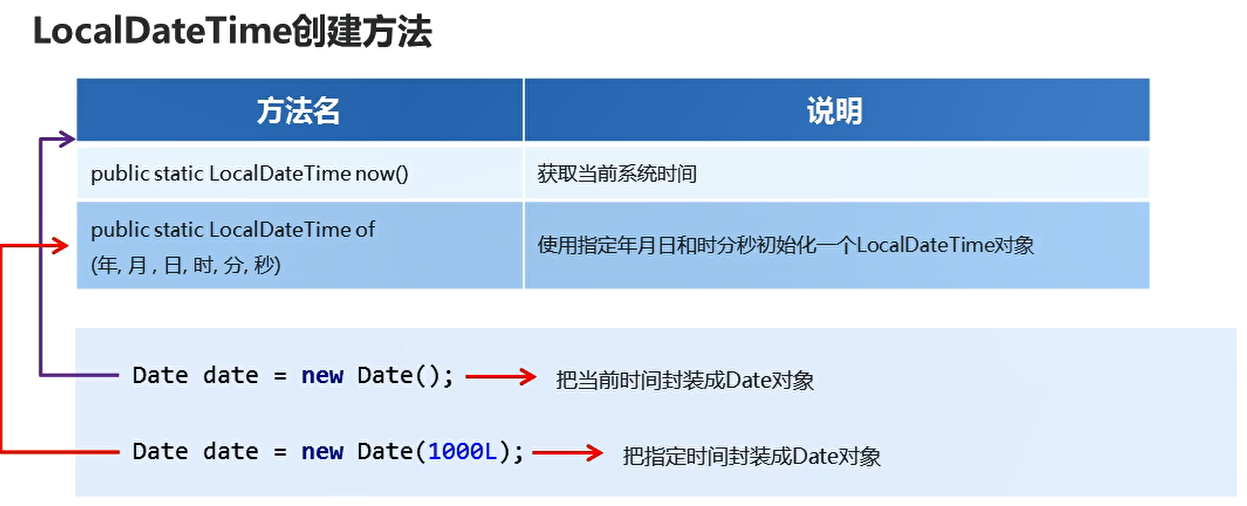 LocalDateTime创建方法
方法名 说明
public static LocalDateTime now() 获取当前系统时间
public static LocalDateTime of
(年, 月 , 日, 时, 分, 秒) 使用指定年月日和时分秒初始化一个LocalDateTime对象
Date date = new Date(); 把当前时间封装成Date对象
Date date = new Date(1000L); 把指定时间封装成Date对象